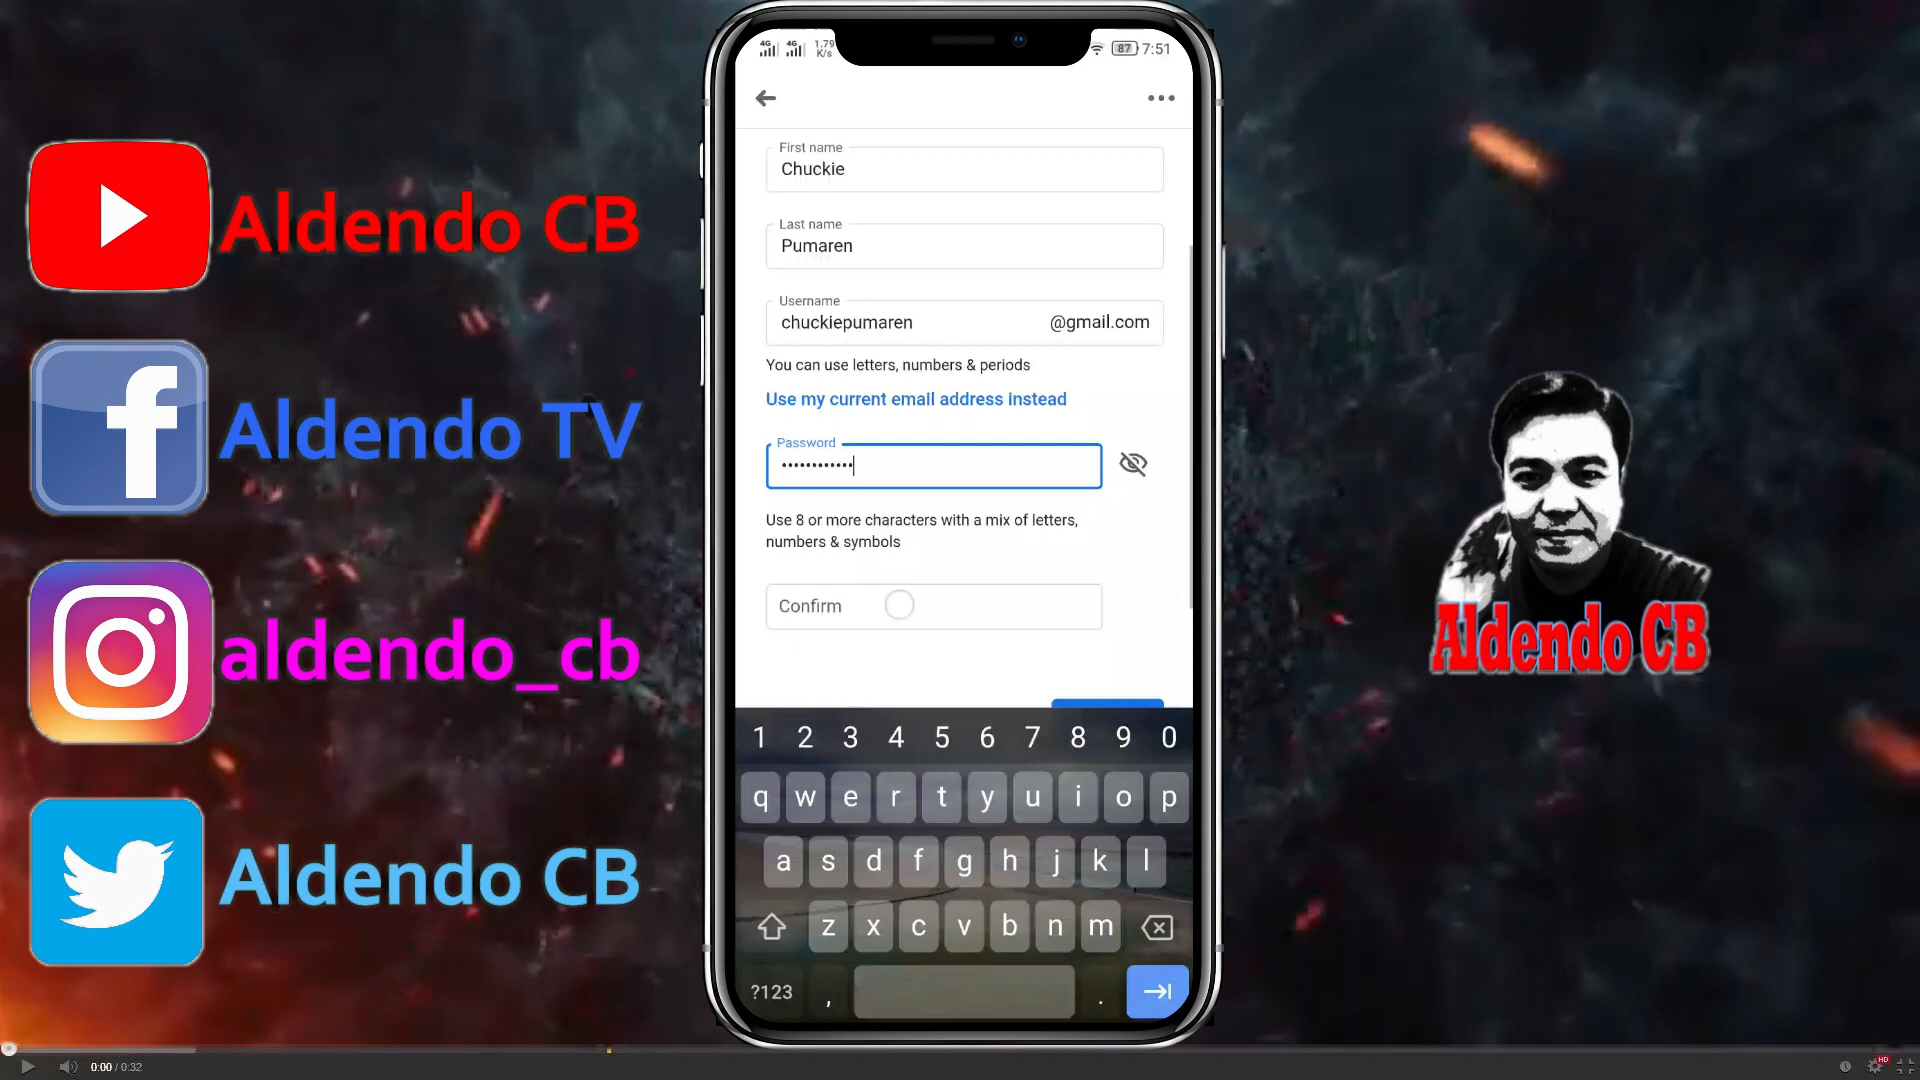 Aldendo CB
Aldendo TV
aldendo_cb
Aldendo CB
4G 4G 1.79 K/s 87 7:51
First name
Chuckie
Last name
Pumaren
Username
chuckiepumaren @gmail.com
You can use letters, numbers & periods
Use my current email address instead
Password
Use 8 or more characters with a mix of letters,
numbers & symbols
Confirm
1 2 3 4 5 6 7 8 9 0
q w e r t y u i o p
a s d f g h j k l
z x c v b n m
?123 , .
Aldendo CB
0:00 / 0:32
HD